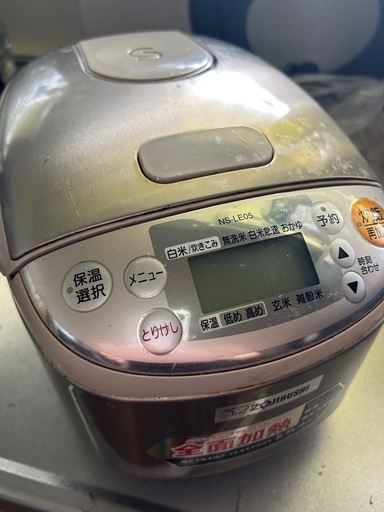 NS-LE05
白米/炊きこみ 無洗米 白米急速 おかゆ
予約
炊飯
再加
保温
選択
メニュー
とりけし
時刻
合わせ
保温 低め 高め
玄米 雑穀米
ZOJIRUSHI
全面加熱